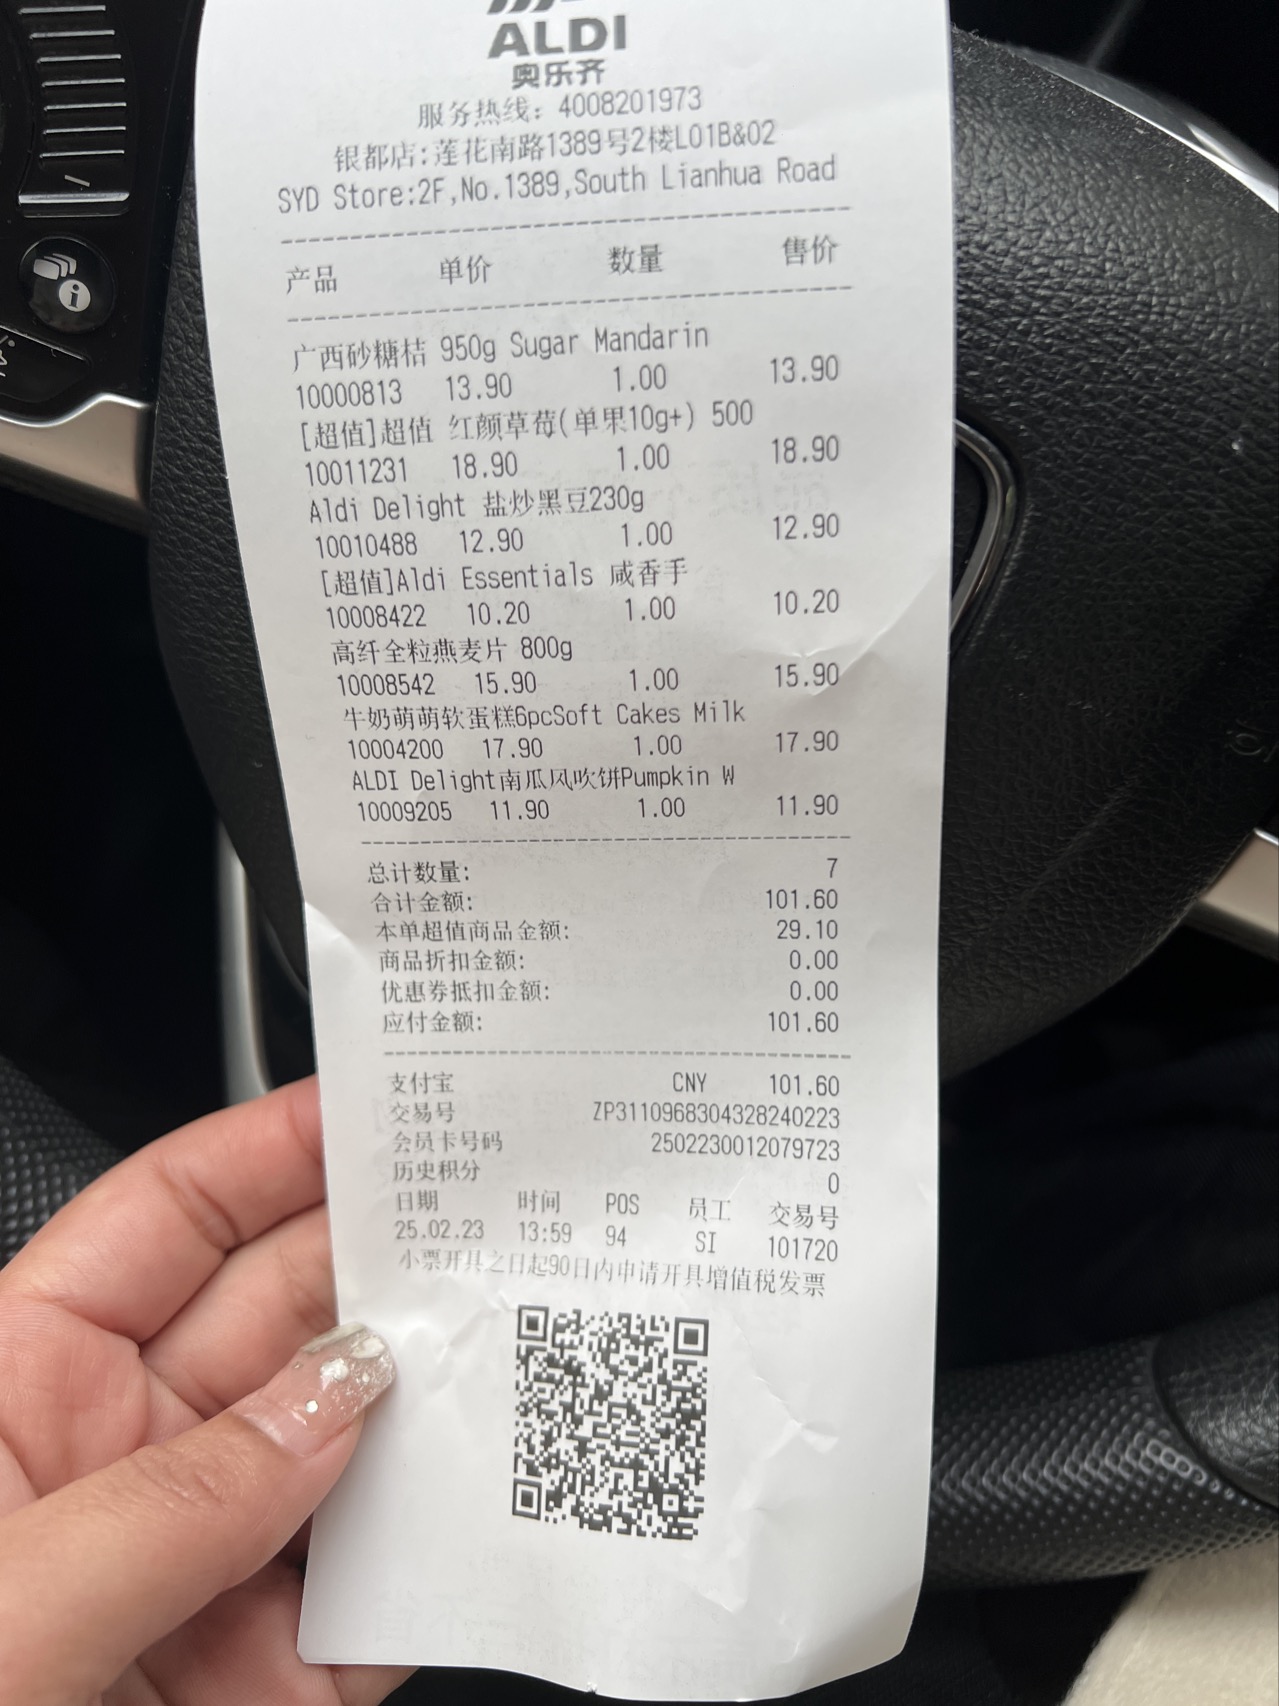 ALDI
奥乐齐
服务热线: 4008201973
银都店:莲花南路1389号2楼L01B&02
SYD Store:2F,No.1389,South Lianhua Road
产品 单价 数量 售价
广西砂糖桔 950g Sugar Mandarin
10000813 13.90 1.00 13.90
[超值]超值 红颜草莓(单果10g+) 500
10011231 18.90 1.00 18.90
Aldi Delight 盐炒黑豆230g
10010488 12.90 1.00 12.90
[超值]Aldi Essentials 咸香手
10008422 10.20 1.00 10.20
高纤全粒燕麦片 800g
10008542 15.90 1.00 15.90
牛奶萌萌软蛋糕6pcSoft Cakes Milk
10004200 17.90 1.00 17.90
ALDI Delight南瓜风吹饼Pumpkin W
10009205 11.90 1.00 11.90
总计数量: 7
合计金额: 101.60
本单超值商品金额: 29.10
商品折扣金额: 0.00
优惠券抵扣金额: 0.00
应付金额: 101.60
支付宝 CNY 101.60
交易号 ZP3110968304328240223
会员卡号码 2502230012079723
历史积分 0
日期 时间 POS 员工 交易号
25.02.23 13:59 94 SI 101720
小票开具之日起90日内申请开具增值税发票